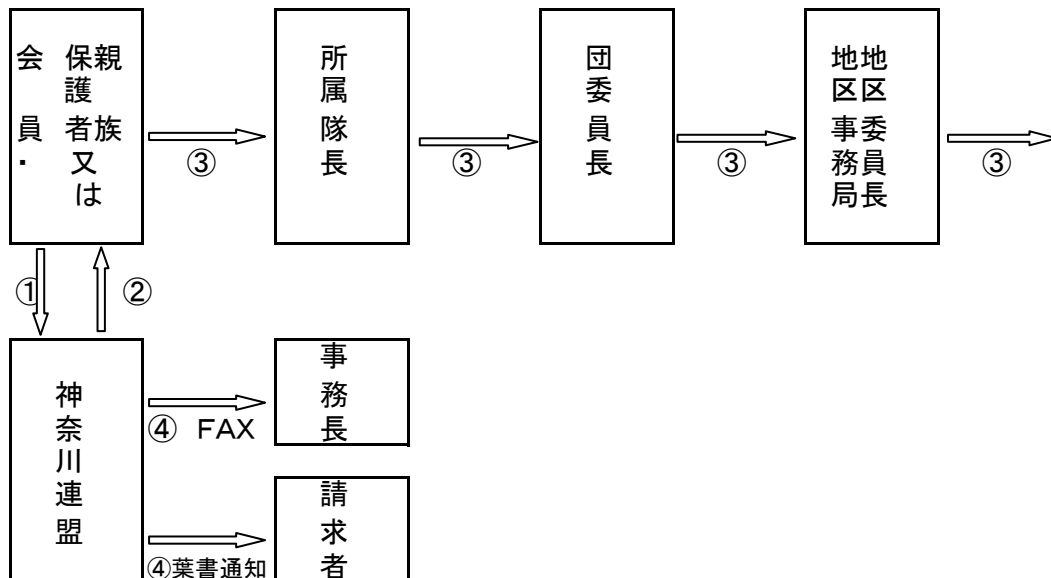 会員・
保護者又は
親族
③
所属隊長
③
団委員長
③
地区委員長
地区事務局
③
①
②
神奈川連盟
④ FAX
事務長
④葉書通知
請求者